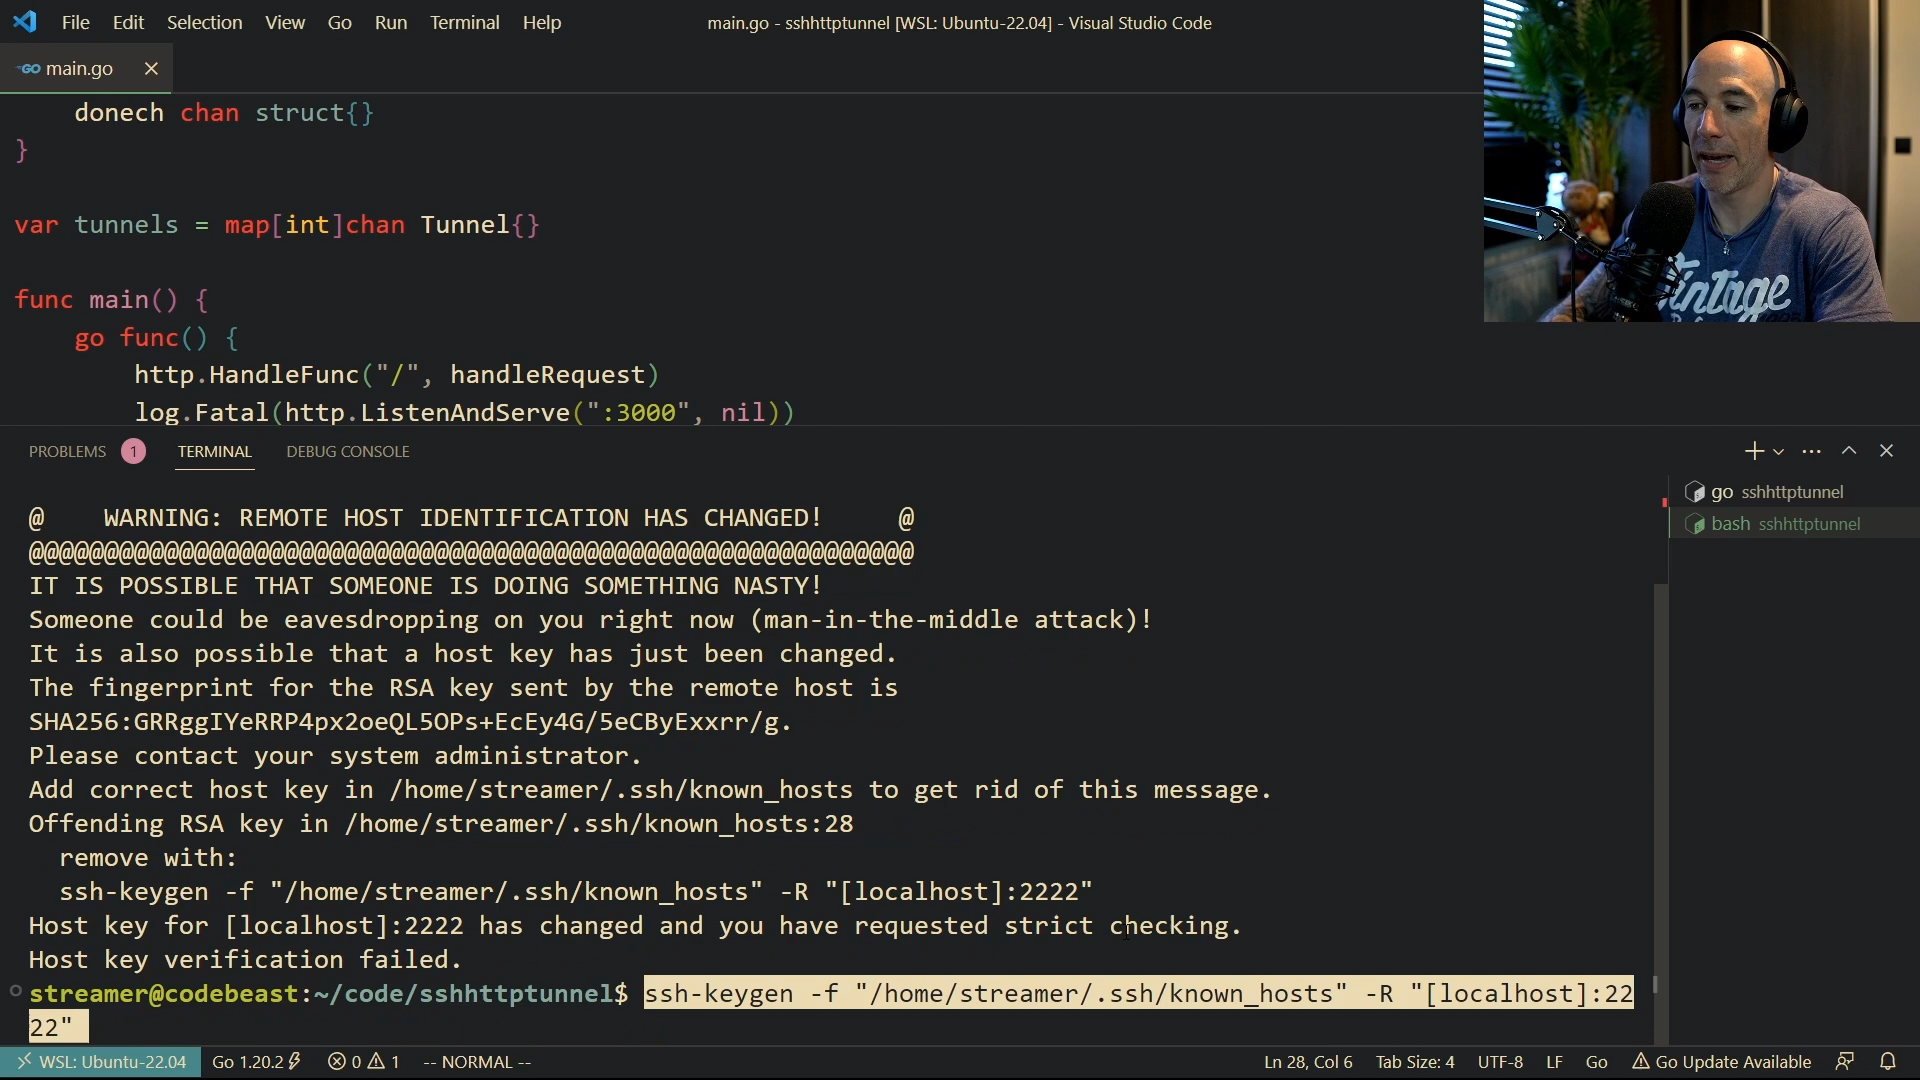 File Edit Selection View Go Run Terminal Help
main.go - sshhttptunnel [WSL: Ubuntu-22.04] - Visual Studio Code
GO main.go
donech chan struct{}
}
var tunnels = map[int]chan Tunnel{}
func main() {
go func() {
http.HandleFunc("/", handleRequest)
log.Fatal(http.ListenAndServe(":3000", nil))
PROBLEMS 1 TERMINAL DEBUG CONSOLE
@    WARNING: REMOTE HOST IDENTIFICATION HAS CHANGED!     @
@@@@@@@@@@@@@@@@@@@@@@@@@@@@@@@@@@@@@@@@@@@@@@@@@@@@@@@@@@@
IT IS POSSIBLE THAT SOMEONE IS DOING SOMETHING NASTY!
Someone could be eavesdropping on you right now (man-in-the-middle attack)!
It is also possible that a host key has just been changed.
The fingerprint for the RSA key sent by the remote host is
SHA256:GRRggIYeRRP4px2oeQL5OPs+EcEy4G/5eCByExxrr/g.
Please contact your system administrator.
Add correct host key in /home/streamer/.ssh/known_hosts to get rid of this message.
Offending RSA key in /home/streamer/.ssh/known_hosts:28
remove with:
ssh-keygen -f "/home/streamer/.ssh/known_hosts" -R "[localhost]:2222"
Host key for [localhost]:2222 has changed and you have requested strict checking.
Host key verification failed.
streamer@codebeast:~/code/sshhttptunnel$ ssh-keygen -f "/home/streamer/.ssh/known_hosts" -R "[localhost]:22
22"
go sshhttptunnel
bash sshhttptunnel
Vintage
WSL: Ubuntu-22.04 Go 1.20.2 0 1 -- NORMAL -- Ln 28, Col 6 Tab Size: 4 UTF-8 LF Go Go Update Available